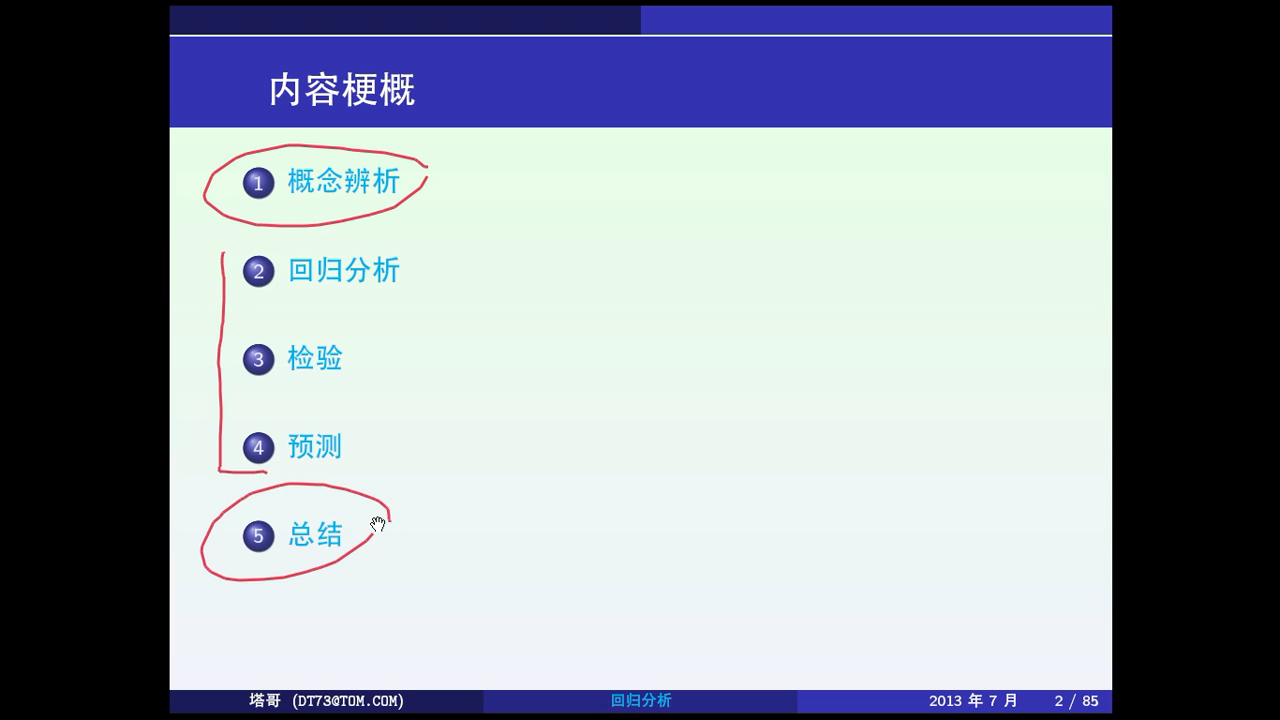 内容梗概
1 概念辨析
2 回归分析
3 检验
4 预测
5 总结
塔哥 (DT73@TOM.COM) 回归分析 2013 年 7 月 2 / 85